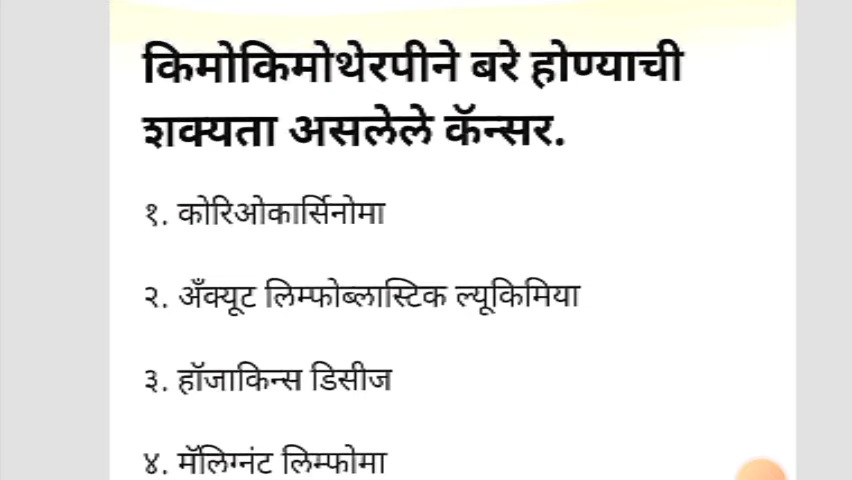 किमोकिमोथेरपीने बरे होण्याची
शक्यता असलेले कॅन्सर.
१. कोरिओकार्सिनोमा
२. अँक्यूट लिम्फोब्लास्टिक ल्यूकिमिया
३. हॉजाकिन्स डिसीज
४. मॅलिग्नंट लिम्फोमा